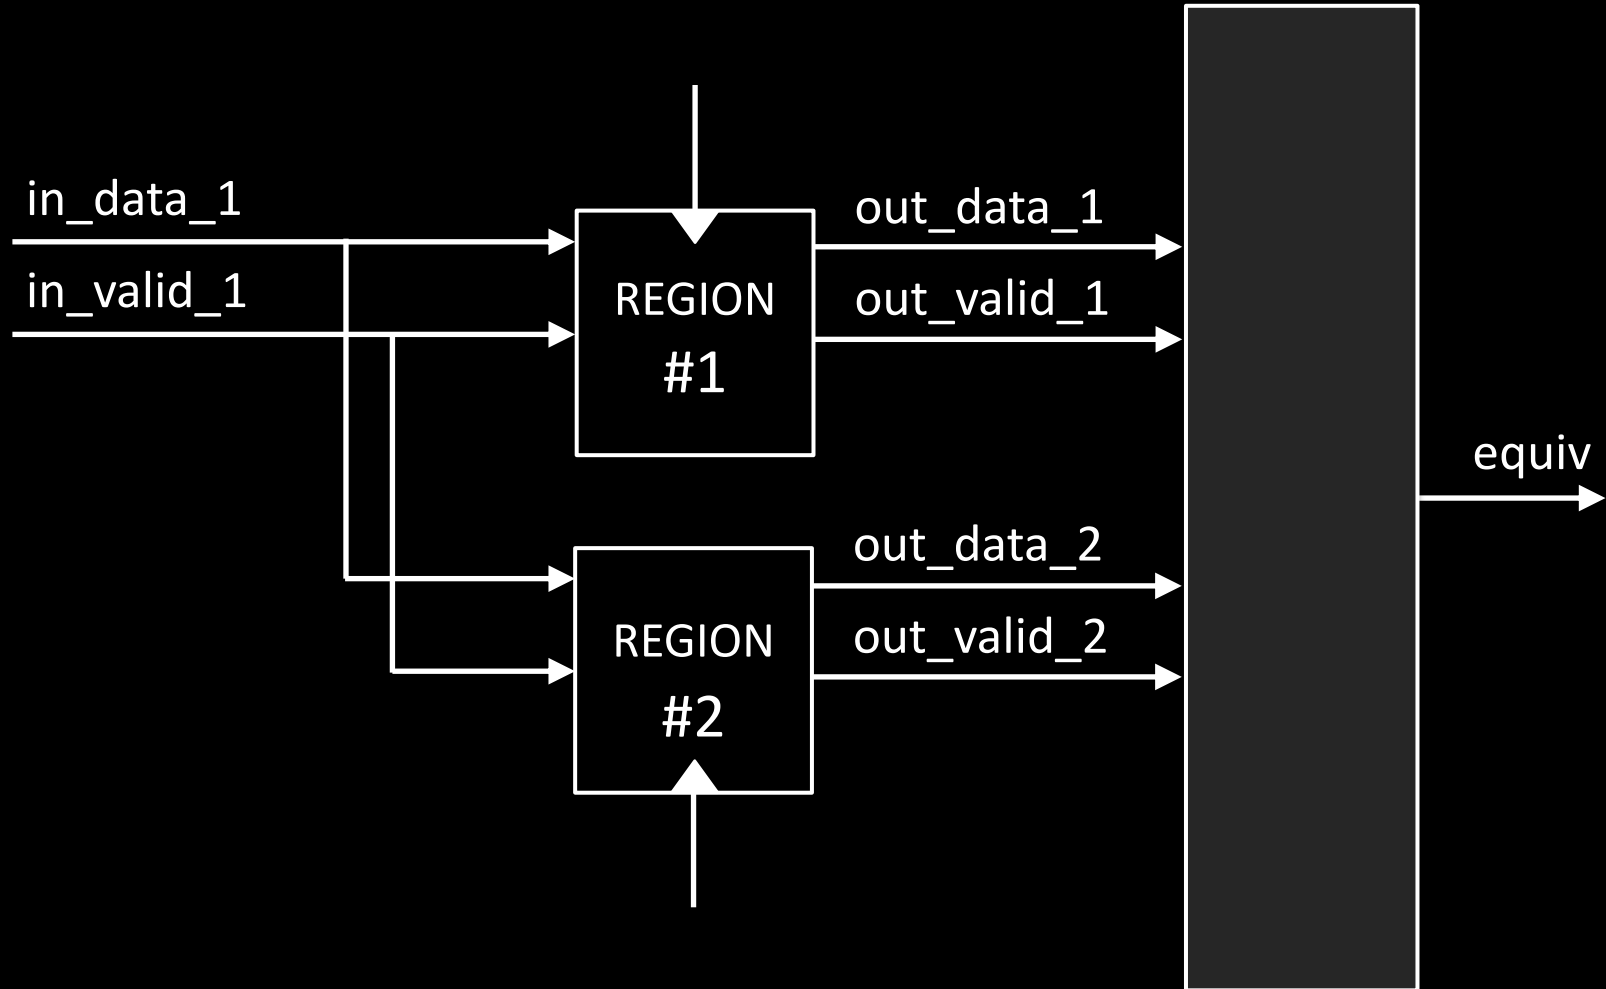 in_data_1
in_valid_1
REGION
#1
out_data_1
out_valid_1
equiv
REGION
#2
out_data_2
out_valid_2